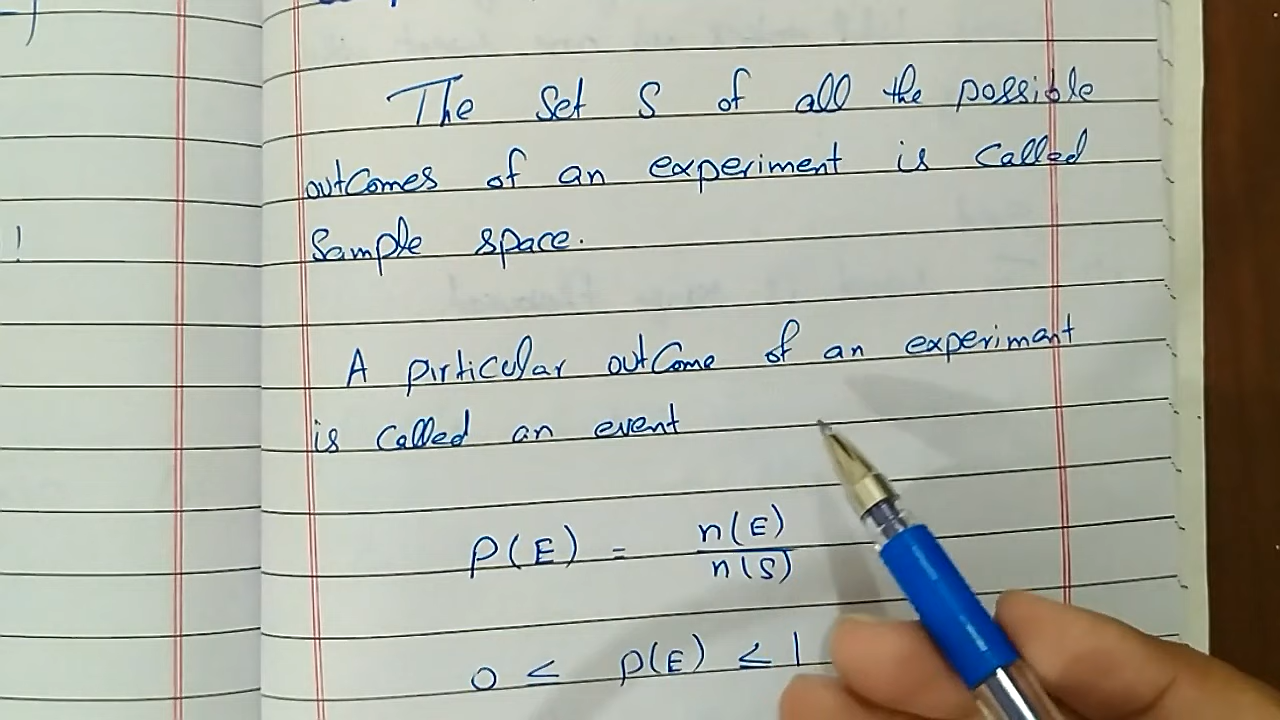 The set S of all the possible
outcomes of an experiment is called
Sample space.
A pirticular outcome of an experimant
is called an event
P(E) = n(E)/n(S)
0 < P(E) < 1